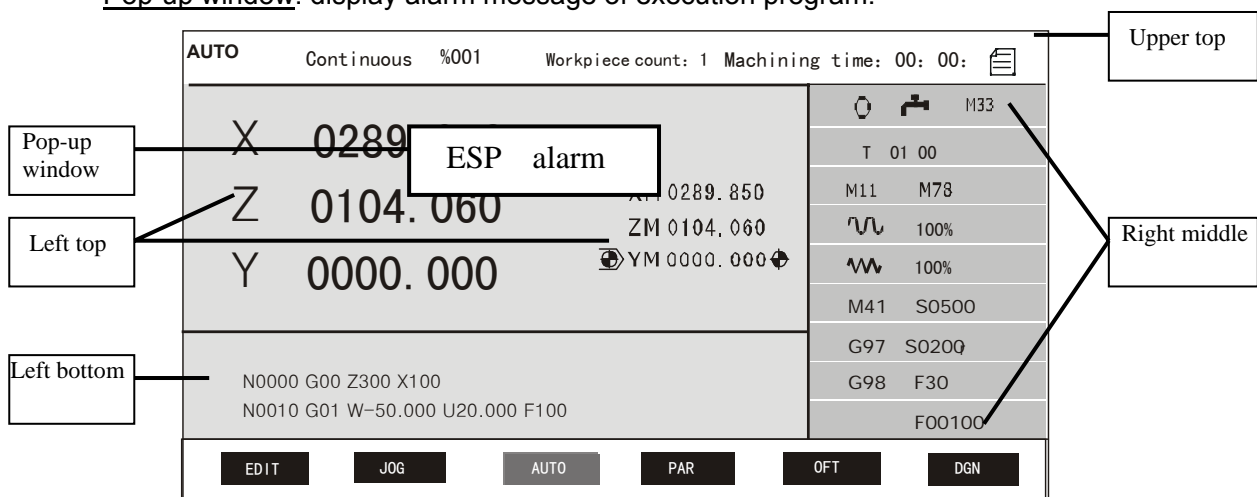 Pop-up window: display alarm message of execution program.
Upper top
AUTO Continuous %001 Workpiece count: 1 Machining time: 00: 00:
M33
Pop-up
window
X 0289.
ESP alarm
T 01 00
Z 0104. 060
0289. 850
M11 M78
Left top
ZM 0104. 060
100%
Right middle
Y 0000. 000
YM 0000. 000
100%
M41 S0500
G97 S0200
Left bottom
N0000 G00 Z300 X100
G98 F30
N0010 G01 W-50.000 U20.000 F100
F00100
EDIT JOG AUTO PAR OFT DGN